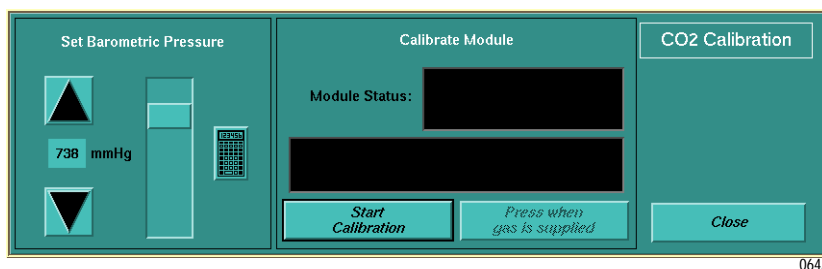 Set Barometric Pressure
Calibrate Module
CO2 Calibration
Module Status:
123456
738 mmHg
Start
Calibration
Press when
gas is supplied
Close
064